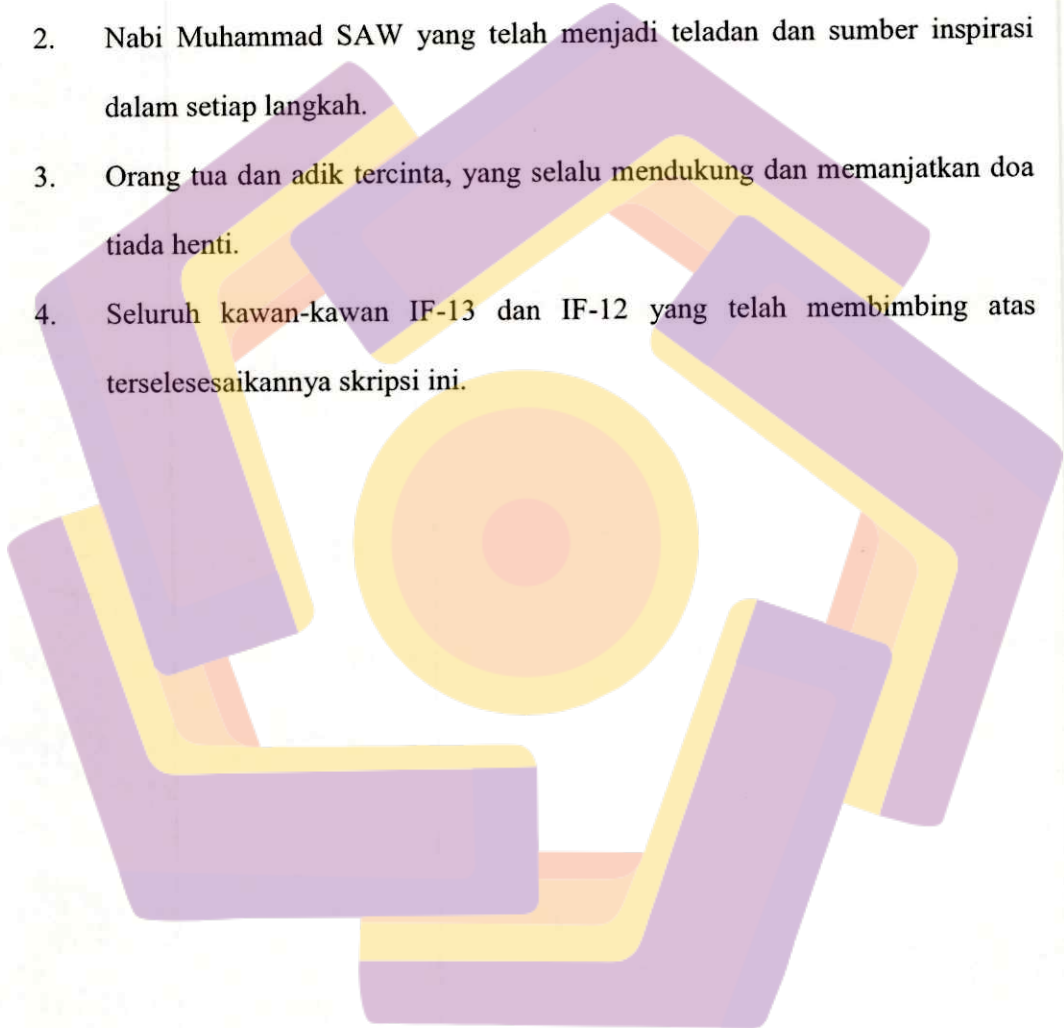 2. Nabi Muhammad SAW yang telah menjadi teladan dan sumber inspirasi
dalam setiap langkah.
3. Orang tua dan adik tercinta, yang selalu mendukung dan memanjatkan doa
tiada henti.
4. Seluruh kawan-kawan IF-13 dan IF-12 yang telah membimbing atas
terselesesaikannya skripsi ini.